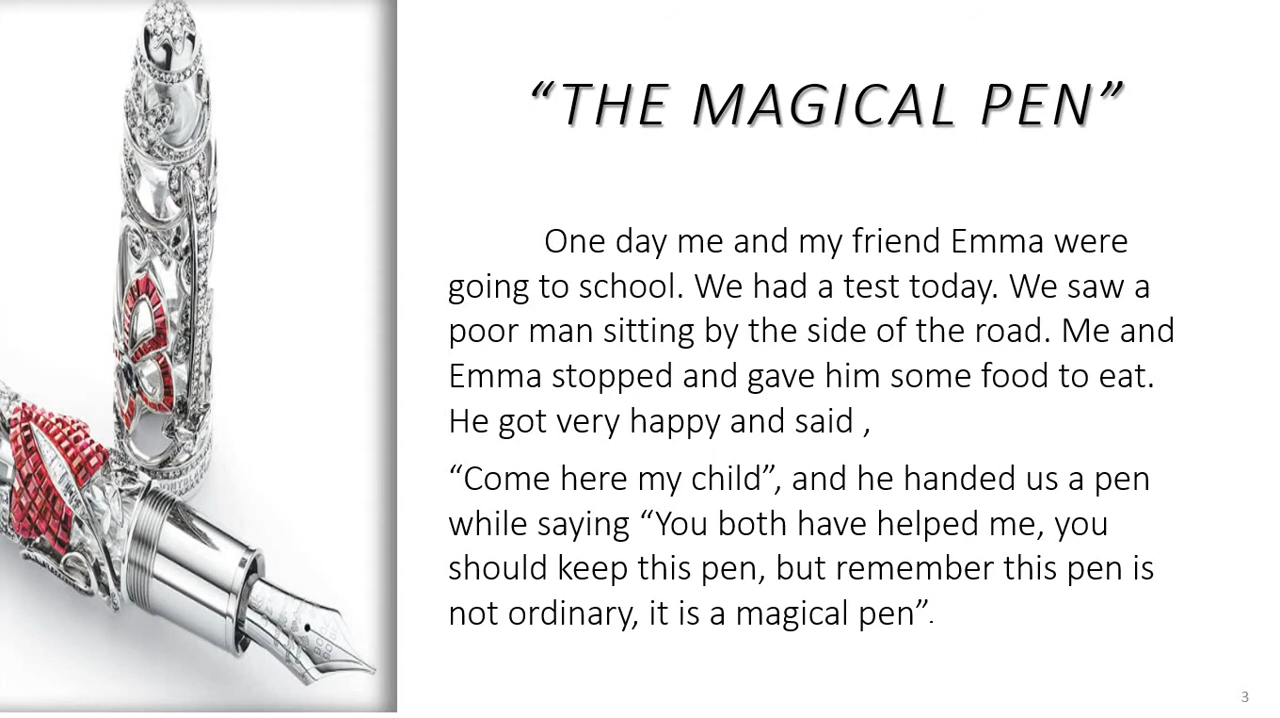 “THE MAGICAL PEN”
One day me and my friend Emma were
going to school. We had a test today. We saw a
poor man sitting by the side of the road. Me and
Emma stopped and gave him some food to eat.
He got very happy and said ,
“Come here my child”, and he handed us a pen
while saying “You both have helped me, you
should keep this pen, but remember this pen is
not ordinary, it is a magical pen”.
3